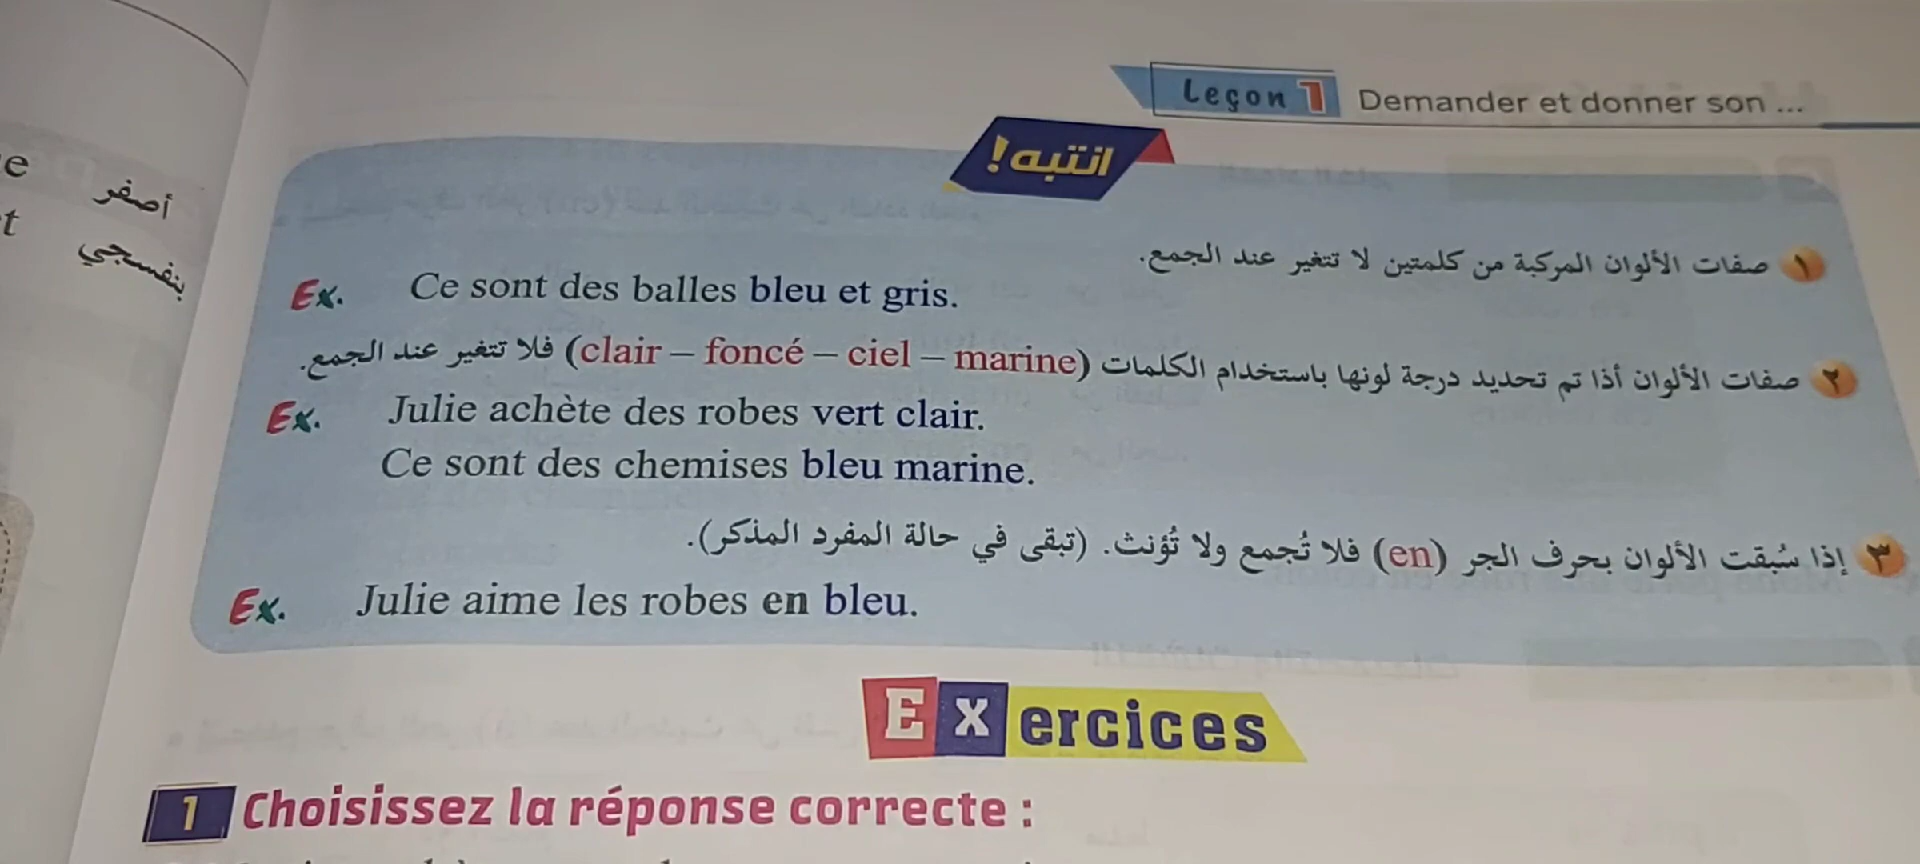 Leçon 1 Demander et donner son ...
انتبه!
e أصفر
t بنفسجي
١ صفات الألوان المركبة من كلمتين لا تتغير عند الجمع.
Ex. Ce sont des balles bleu et gris.
٢ صفات الألوان أذا تم تحديد درجة لونها باستخدام الكلمات (clair – foncé – ciel – marine) فلا تتغير عند الجمع.
Ex. Julie achète des robes vert clair.
Ce sont des chemises bleu marine.
٣ إذا سُبقت الألوان بحرف الجر (en) فلا تُجمع ولا تُؤنث. (تبقى في حالة المفرد المذكر).
Ex. Julie aime les robes en bleu.
Exercices
1 Choisissez la réponse correcte :